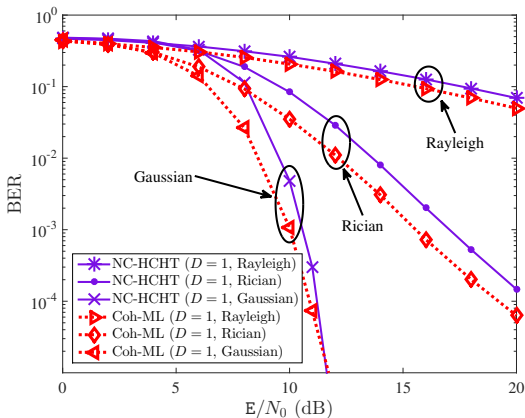 10^0
10^-1
10^-2
10^-3
10^-4
BER
Rayleigh
Gaussian
Rician
NC-HCHT (D = 1, Rayleigh)
NC-HCHT (D = 1, Rician)
NC-HCHT (D = 1, Gaussian)
Coh-ML (D = 1, Rayleigh)
Coh-ML (D = 1, Rician)
Coh-ML (D = 1, Gaussian)
0 5 10 15 20
E/N0 (dB)